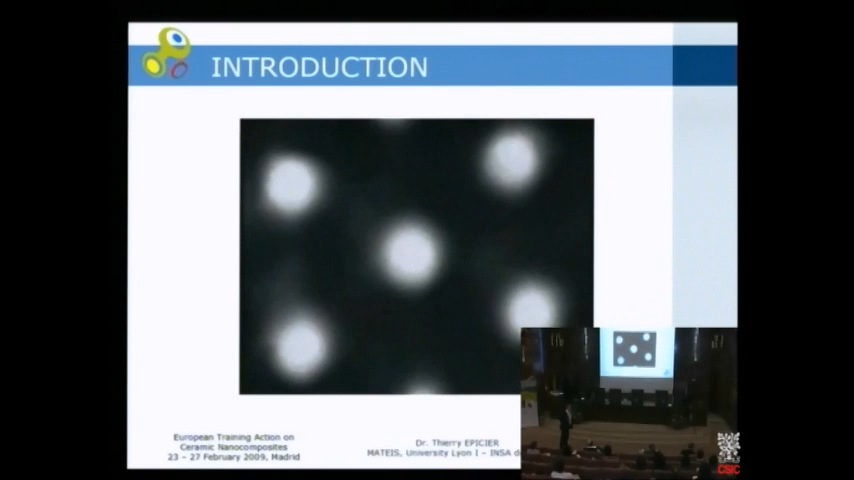 INTRODUCTION
European Training Action on
Ceramic Nanocomposites
23 – 27 February 2009, Madrid
Dr. Thierry EPICIER
MATEIS, University Lyon I – INSA d
CSIC